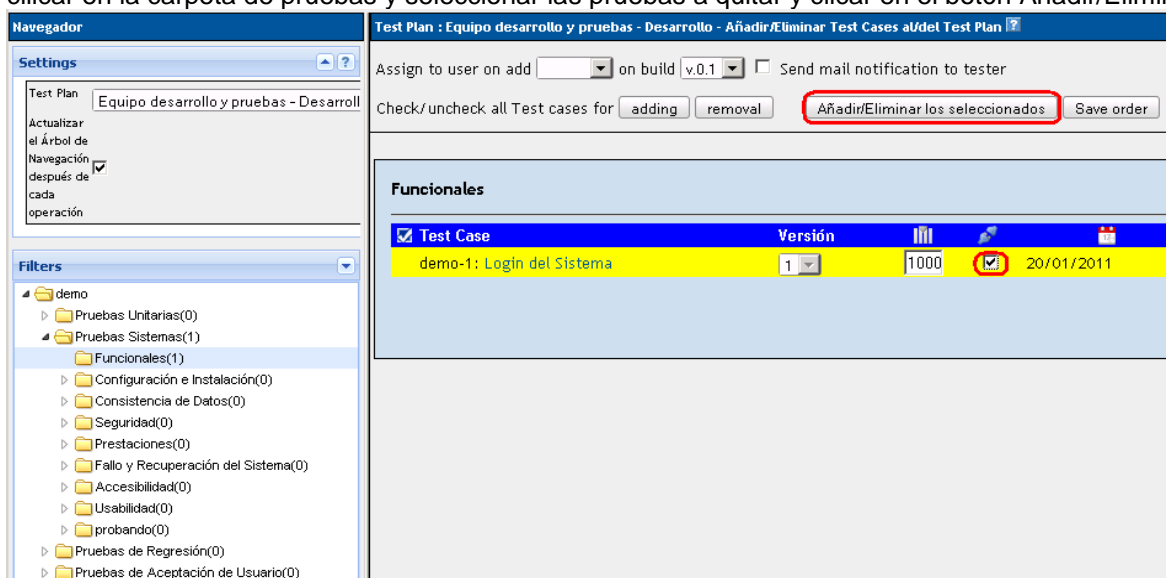 clicar en la carpeta de pruebas y seleccionar las pruebas a quitar y clicar en el botón Añadir/Elimin
Navegador
Settings
Test Plan
Equipo desarrollo y pruebas - Desarroll
Actualizar
el Árbol de
Navegación
después de
cada
operación
Filters
demo
Pruebas Unitarias(0)
Pruebas Sistemas(1)
Funcionales(1)
Configuración e Instalación(0)
Consistencia de Datos(0)
Seguridad(0)
Prestaciones(0)
Fallo y Recuperación del Sistema(0)
Accesibilidad(0)
Usabilidad(0)
probando(0)
Pruebas de Regresión(0)
Pruebas de Aceptación de Usuario(0)
Test Plan : Equipo desarrollo y pruebas - Desarrollo - Añadir/Eliminar Test Cases al/del Test Plan ?
Assign to user on add on build v.0.1 Send mail notification to tester
Check/uncheck all Test cases for adding removal Añadir/Eliminar los seleccionados Save order
Funcionales
Test Case Versión
demo-1: Login del Sistema 1 1000 20/01/2011